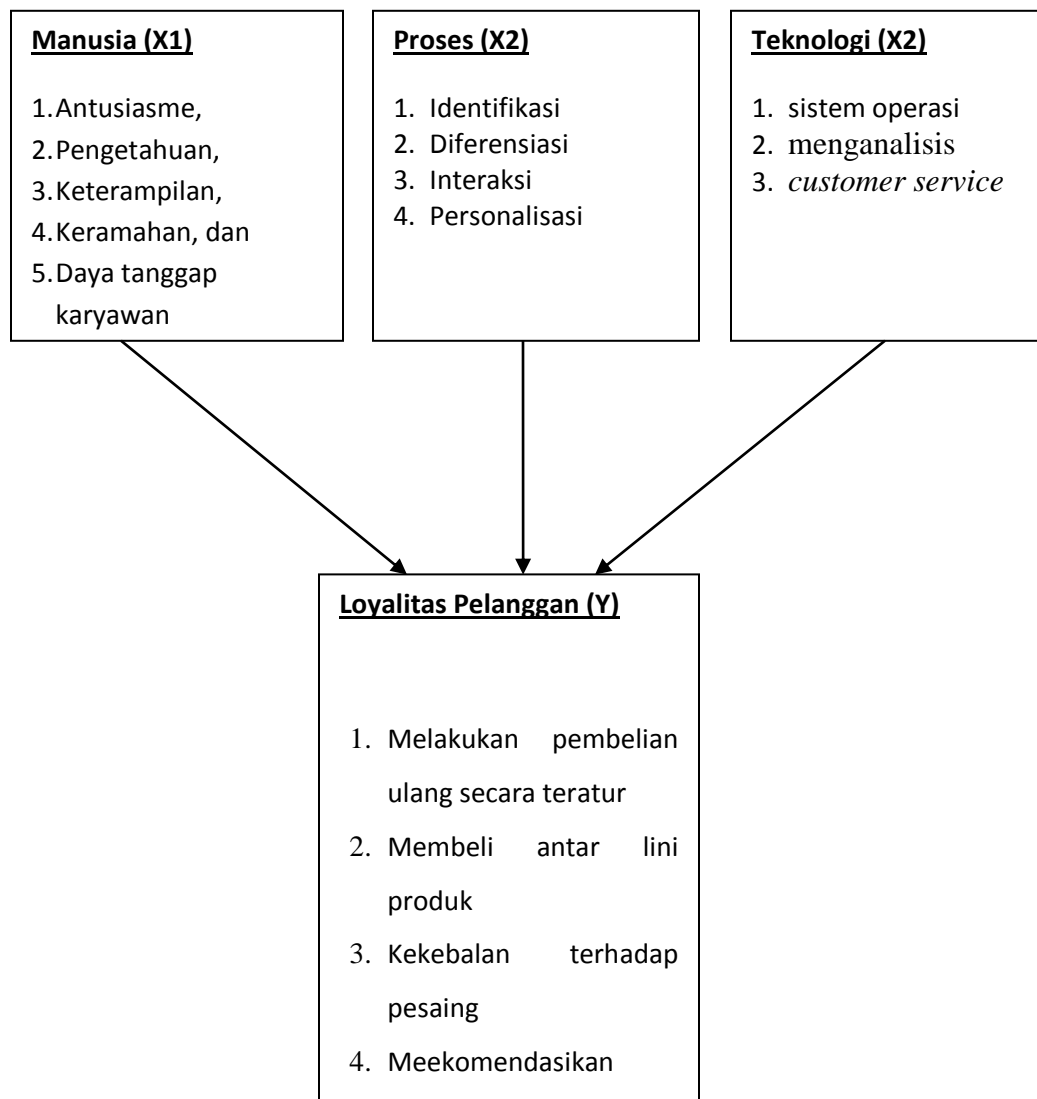 Manusia (X1)
1.Antusiasme,
2.Pengetahuan,
3.Keterampilan,
4.Keramahan, dan
5.Daya tanggap
karyawan
Proses (X2)
1. Identifikasi
2. Diferensiasi
3. Interaksi
4. Personalisasi
Teknologi (X2)
1. sistem operasi
2. menganalisis
3. customer service
Loyalitas Pelanggan (Y)
1. Melakukan pembelian
ulang secara teratur
2. Membeli antar lini
produk
3. Kekebalan terhadap
pesaing
4. Meekomendasikan